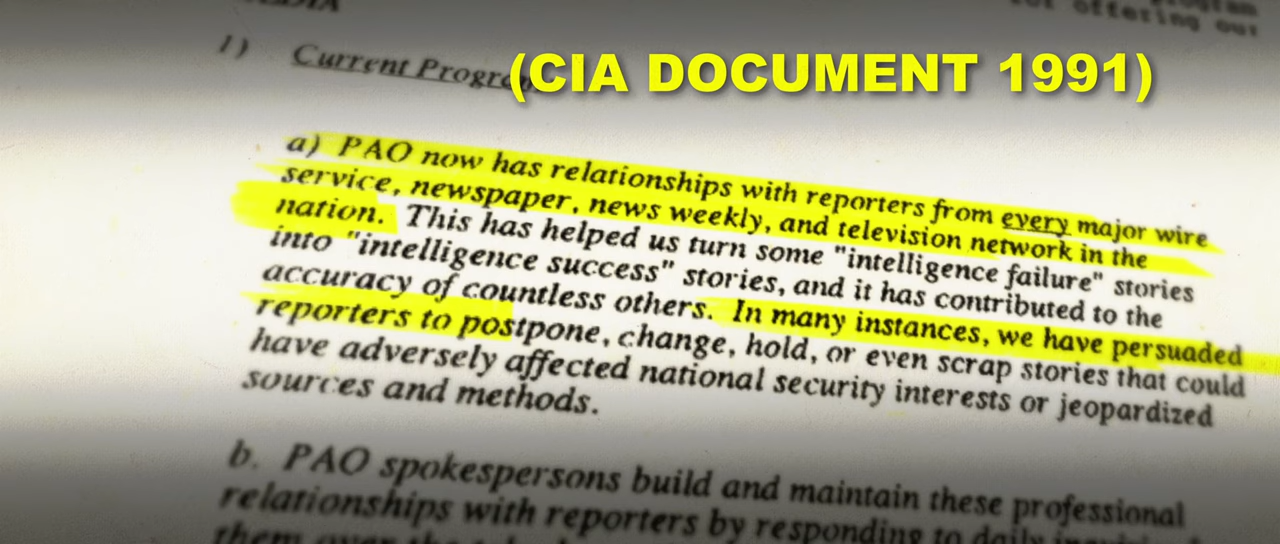 1) Current Program
(CIA DOCUMENT 1991)
a) PAO now has relationships with reporters from every major wire
service, newspaper, news weekly, and television network in the
nation. This has helped us turn some "intelligence failure" stories
into "intelligence success" stories, and it has contributed to the
accuracy of countless others. In many instances, we have persuaded
reporters to postpone, change, hold, or even scrap stories that could
have adversely affected national security interests or jeopardized
sources and methods.
b. PAO spokespersons build and maintain these professional
relationships with reporters by responding to daily